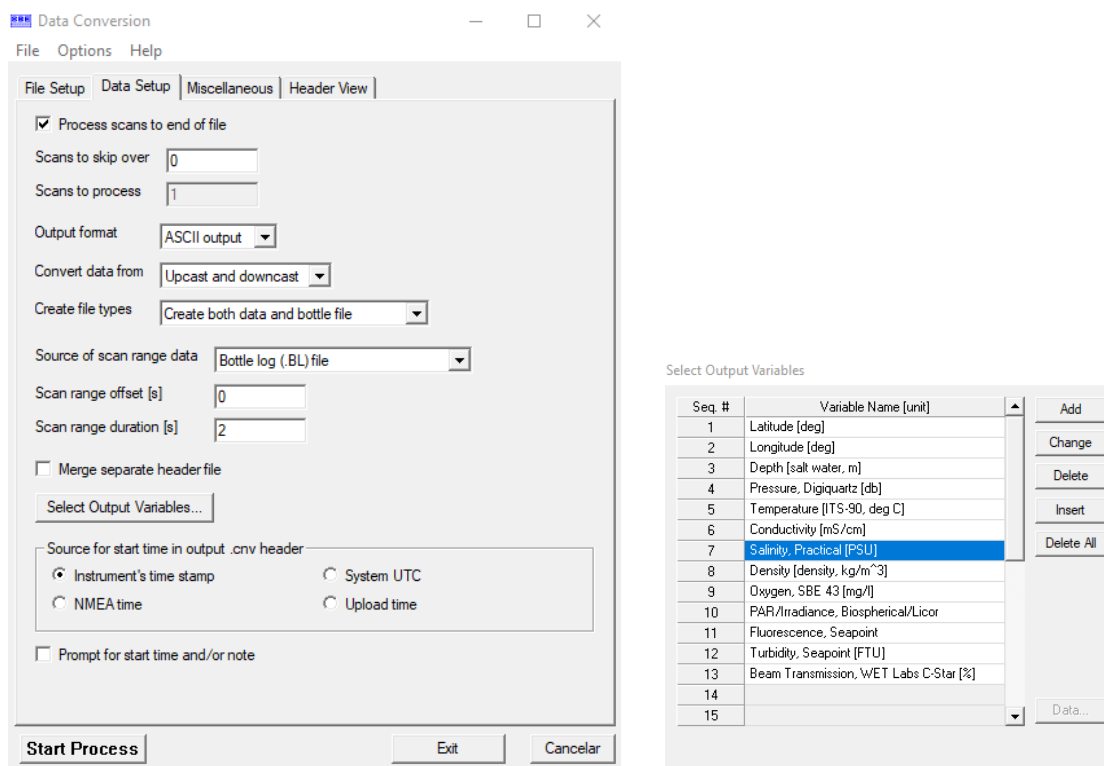 SBE Data Conversion
File Options Help
File Setup Data Setup Miscellaneous Header View
Process scans to end of file
Scans to skip over 0
Scans to process 1
Output format ASCII output
Convert data from Upcast and downcast
Create file types Create both data and bottle file
Source of scan range data Bottle log (.BL) file
Scan range offset [s] 0
Scan range duration [s] 2
Merge separate header file
Select Output Variables...
Source for start time in output .cnv header
Instrument's time stamp System UTC
NMEA time Upload time
Prompt for start time and/or note
Start Process Exit Cancelar
Select Output Variables
Seq. # Variable Name [unit]
1 Latitude [deg]
2 Longitude [deg]
3 Depth [salt water, m]
4 Pressure, Digiquartz [db]
5 Temperature [ITS-90, deg C]
6 Conductivity [mS/cm]
7 Salinity, Practical [PSU]
8 Density [density, kg/m^3]
9 Oxygen, SBE 43 [mg/l]
10 PAR/Irradiance, Biospherical/Licor
11 Fluorescence, Seapoint
12 Turbidity, Seapoint [FTU]
13 Beam Transmission, WET Labs C-Star [%]
14
15
Add
Change
Delete
Insert
Delete All
Data...